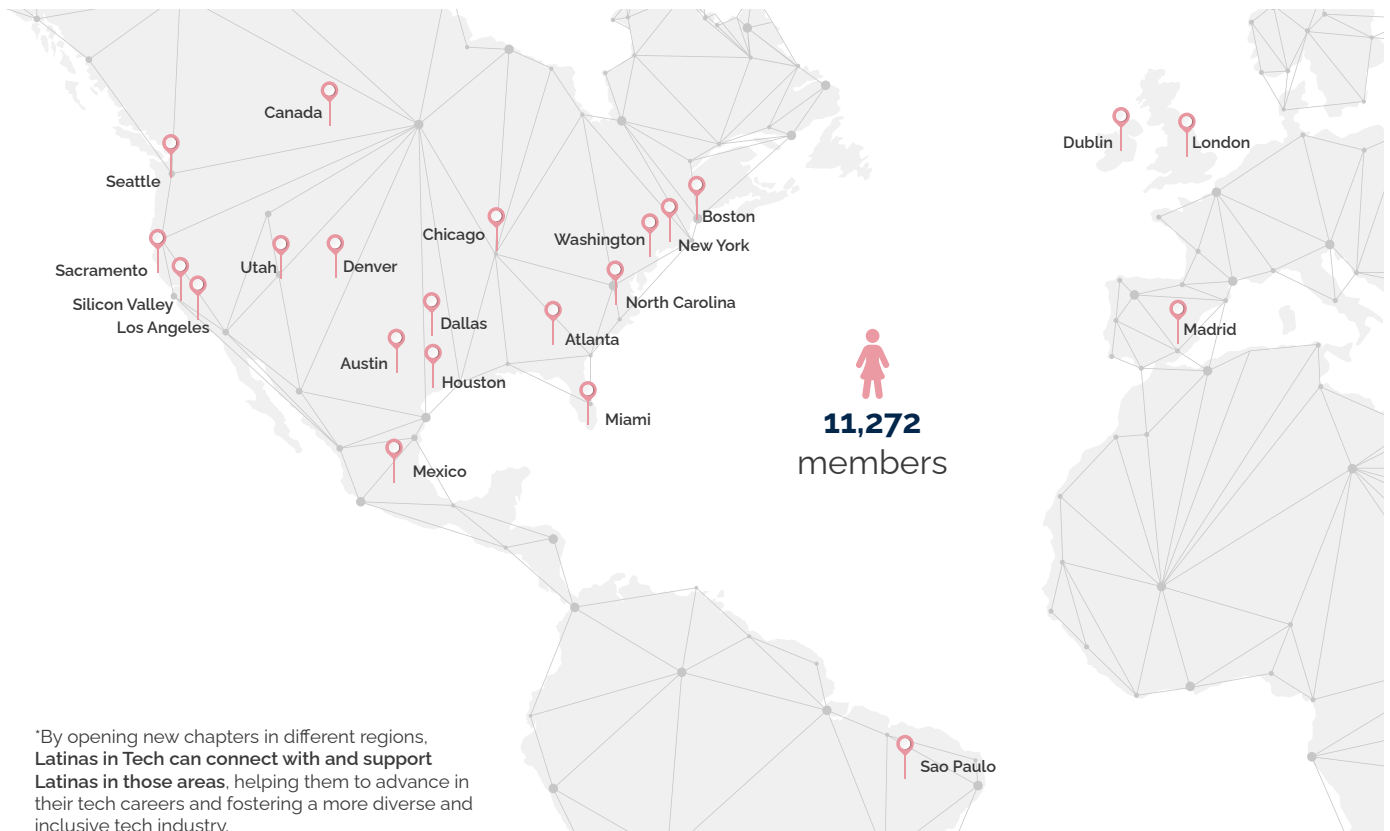 Canada
Dublin
London
Seattle
Boston
Chicago
Washington
New York
Sacramento
Utah
Denver
Silicon Valley
North Carolina
Los Angeles
Dallas
Atlanta
Madrid
Austin
Houston
Miami
11,272
members
Mexico
*By opening new chapters in different regions,
Latinas in Tech can connect with and support
Latinas in those areas, helping them to advance in
their tech careers and fostering a more diverse and
inclusive tech industry.
Sao Paulo